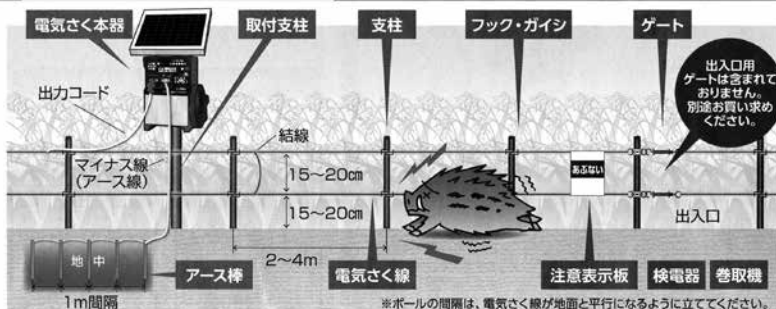 電気さく本器
取付支柱
支柱
フック・ガイシ
ゲート
出入口用
ゲートは含まれて
おりません。
別途お買い求め
ください。
出力コード
マイナス線
(アース線)
結線
15〜20㎝
15〜20㎝
あぶない
出入口
地中
アース棒
2〜4m
電気さく線
注意表示板
検電器
巻取機
1m間隔
※ポールの間隔は、電気さく線が地面と平行になるように立ててください。